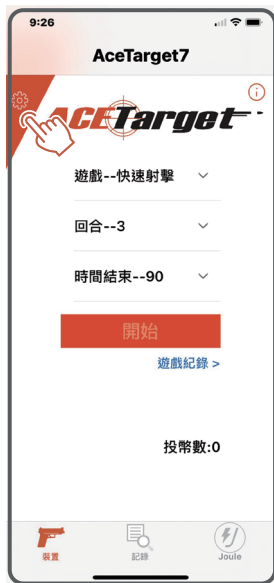 9:26
AceTarget7
ACETarget
遊戲--快速射擊
回合--3
時間結束--90
開始
遊戲紀錄 >
投幣數:0
裝置
記錄
Joule